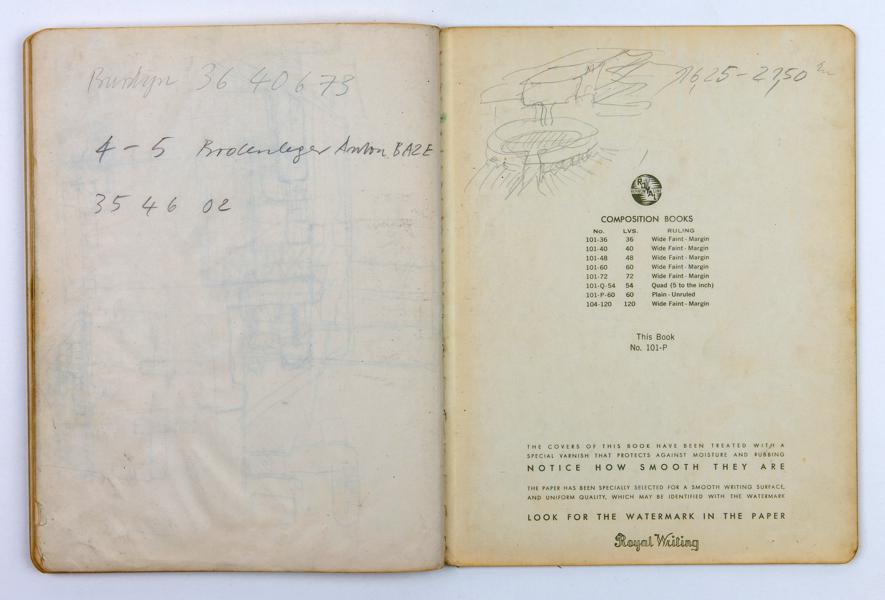 36 40 6 73
4 - 5 Bodenleger Anton BAZE
35 46 02
16,25 - 27,50
ROYAL
COMPOSITION BOOKS
No. LVS. RULING
101-36 36 Wide Faint - Margin
101-40 40 Wide Faint - Margin
101-48 48 Wide Faint - Margin
101-60 60 Wide Faint - Margin
101-72 72 Wide Faint - Margin
101-Q-54 54 Quad (5 to the inch)
101-P-60 60 Plain - Unruled
104-120 120 Wide Faint - Margin
This Book
No. 101-P
THE COVERS OF THIS BOOK HAVE BEEN TREATED WITH A
SPECIAL VARNISH THAT PROTECTS AGAINST MOISTURE AND RUBBING
NOTICE HOW SMOOTH THEY ARE
THE PAPER HAS BEEN SPECIALLY SELECTED FOR A SMOOTH WRITING SURFACE,
AND UNIFORM QUALITY, WHICH MAY BE IDENTIFIED WITH THE WATERMARK
LOOK FOR THE WATERMARK IN THE PAPER
Royal Writing